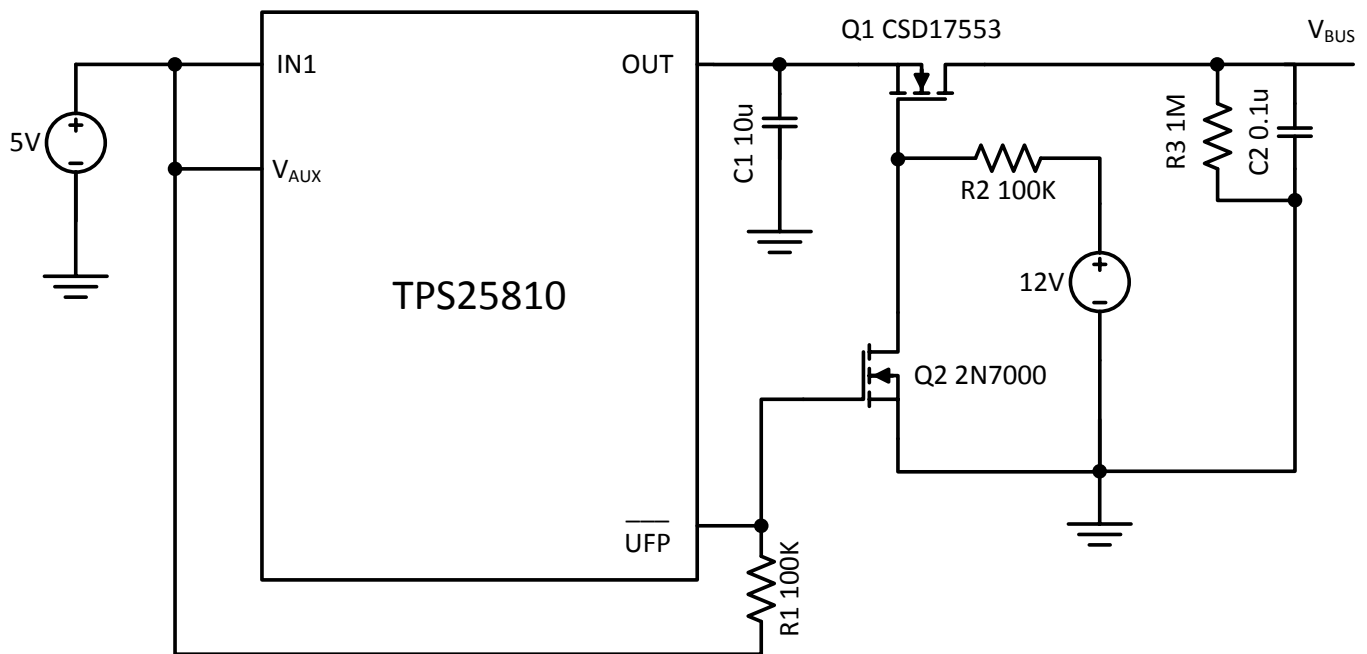 Q1 CSD17553
VBUS
IN1
OUT
5V
+
−
C1 10u
R3 1M
C2 0.1u
VAUX
R2 100K
TPS25810
12V
+
−
Q2 2N7000
UFP
R1 100K